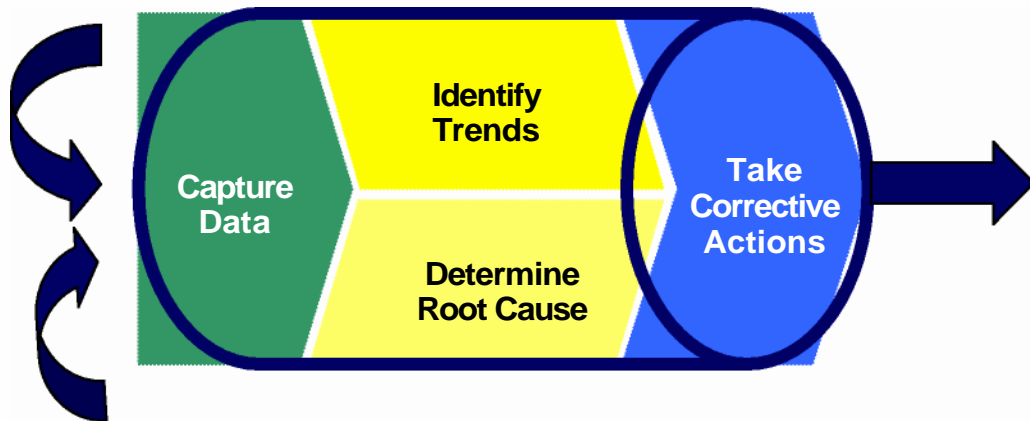 Identify
Trends
Capture
Data
Take
Corrective
Actions
Determine
Root Cause